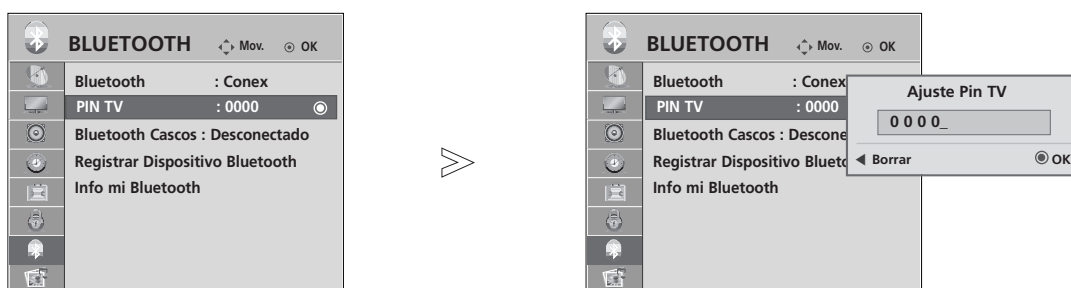 BLUETOOTH Mov. OK
Bluetooth : Conex
PIN TV : 0000
Bluetooth Cascos : Desconectado
Registrar Dispositivo Bluetooth
Info mi Bluetooth
BLUETOOTH Mov. OK
Bluetooth : Conex
PIN TV : 0000
Bluetooth Cascos : Descone
Registrar Dispositivo Blueto
Info mi Bluetooth
Ajuste Pin TV
0 0 0 0_
Borrar OK